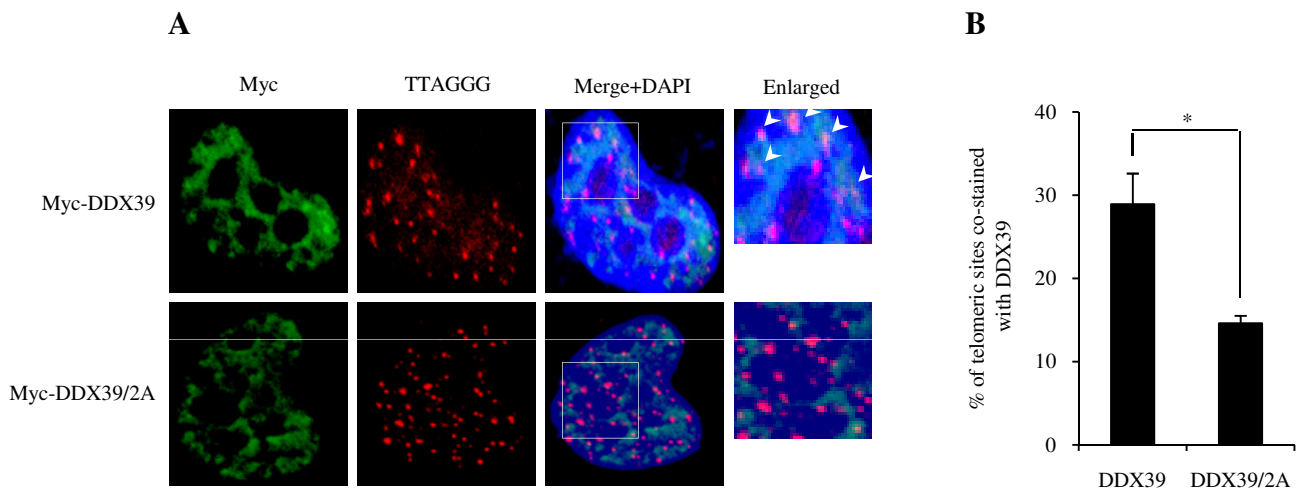 A
B
Myc
TTAGGG
Merge+DAPI
Enlarged
Myc-DDX39
Myc-DDX39/2A
% of telomeric sites co-stained
with DDX39
40
30
20
10
0
*
DDX39
DDX39/2A